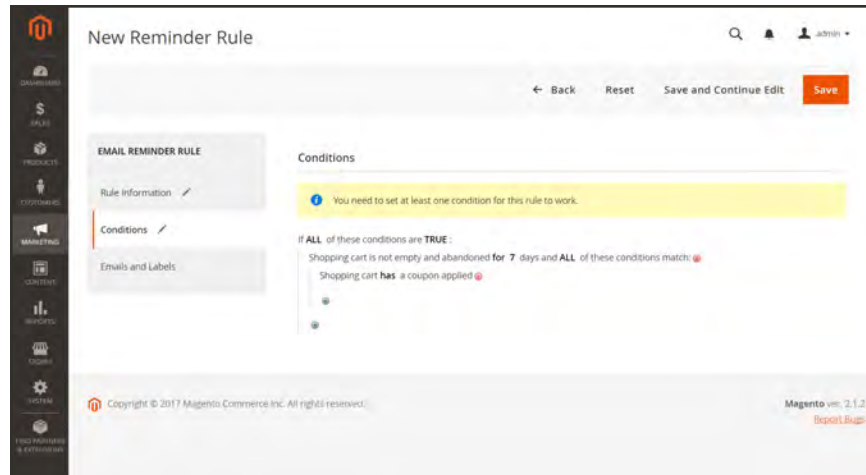 New Reminder Rule
admin
← Back Reset Save and Continue Edit Save
DASHBOARD
SALES
PRODUCTS
CUSTOMERS
MARKETING
CONTENT
REPORTS
STORES
SYSTEM
FIND PARTNERS
& EXTENSIONS
EMAIL REMINDER RULE
Rule Information
Conditions
Emails and Labels
Conditions
You need to set at least one condition for this rule to work.
If ALL of these conditions are TRUE :
Shopping cart is not empty and abandoned for 7 days and ALL of these conditions match:
Shopping cart has a coupon applied
Copyright © 2017 Magento Commerce Inc. All rights reserved.
Magento ver. 2.1.2
Report Bugs